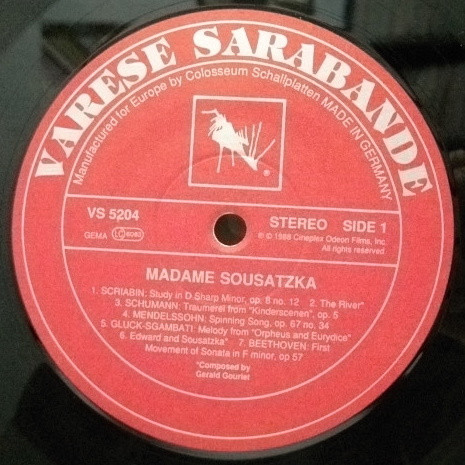 VARESE SARABANDE
Manufactured for Europe by Colosseum Schallplatten MADE IN GERMANY
®
VS 5204
STEREO SIDE 1
GEMA LC 6082
℗ © 1988 Cineplex Odeon Films, Inc.
All rights reserved
MADAME SOUSATZKA
1. SCRIABIN: Study in D Sharp Minor, op. 8 no. 12 2. The River*
3. SCHUMANN: Traumerei from "Kinderscenen", op. 5
4. MENDELSSOHN: Spinning Song, op. 67 no. 34
5. GLUCK-SGAMBATI: Melody from "Orpheus and Eurydice"
6. Edward and Sousatzka* 7. BEETHOVEN: First
Movement of Sonata in F minor, op 57
*Composed by
Gerald Gouriet